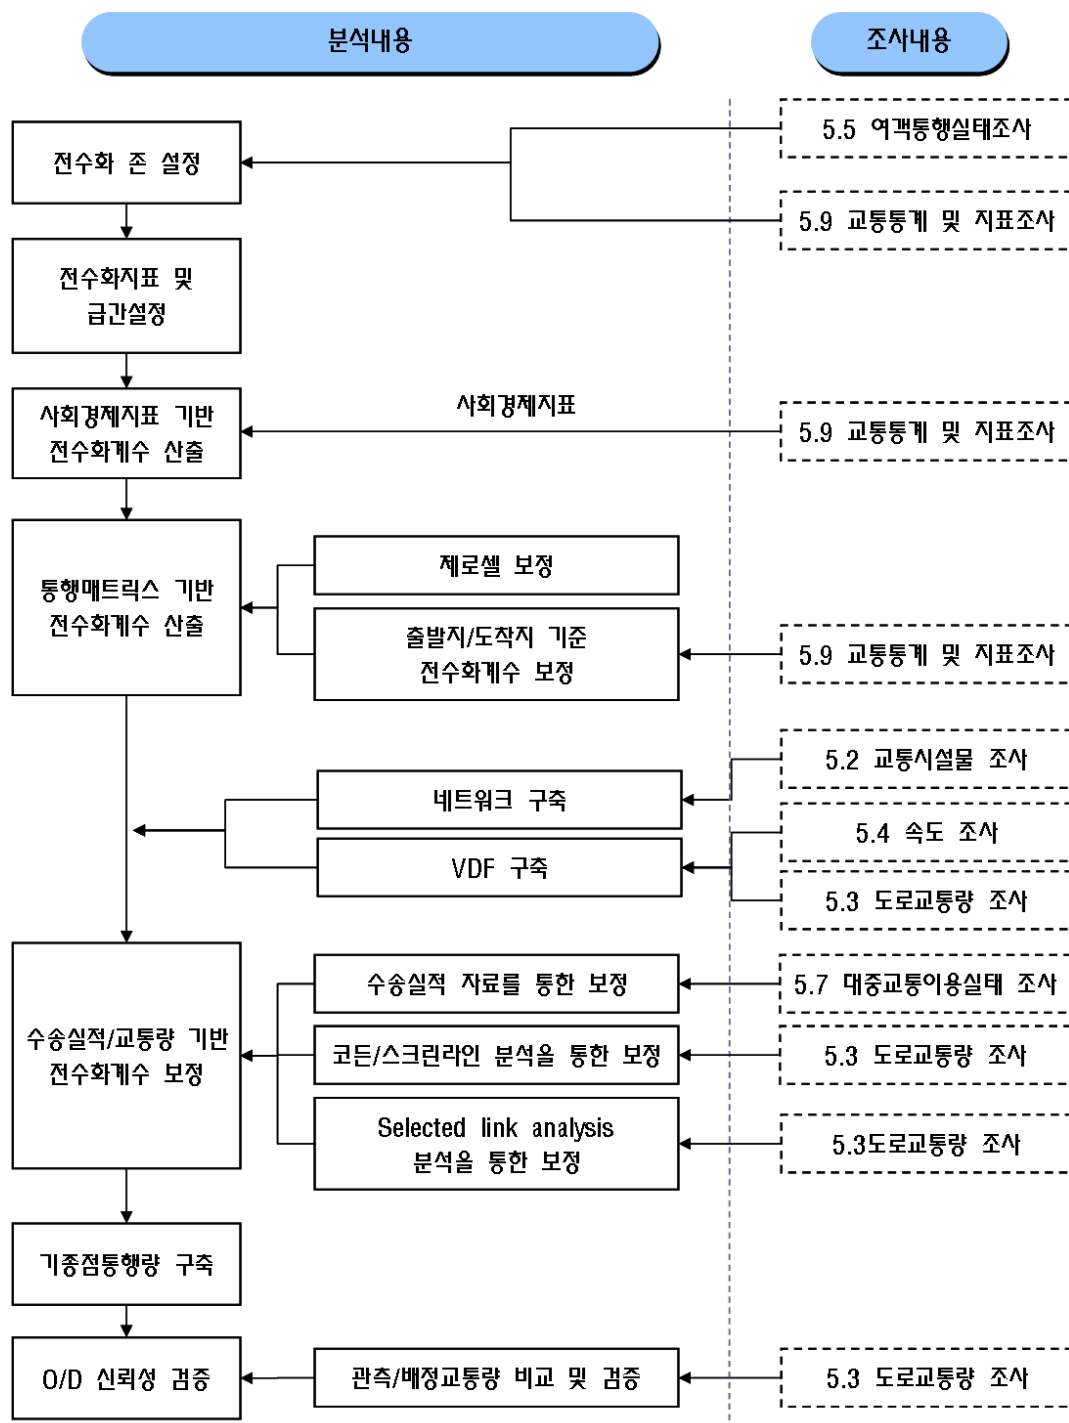 분석내용
조사내용
5.5 여객통행실태조사
전수화 존 설정
5.9 교통통계 및 지표조사
전수화지표 및
급간설정
사회경제지표 기반
전수화계수 산출
사회경제지표
5.9 교통통계 및 지표조사
통행매트릭스 기반
전수화계수 산출
제로셀 보정
출발지/도착지 기준
전수화계수 보정
5.9 교통통계 및 지표조사
네트워크 구축
5.2 교통시설물 조사
VDF 구축
5.4 속도 조사
5.3 도로교통량 조사
수송실적/교통량 기반
전수화계수 보정
수송실적 자료를 통한 보정
5.7 대중교통이용실태 조사
코든/스크린라인 분석을 통한 보정
5.3 도로교통량 조사
Selected link analysis
분석을 통한 보정
5.3도로교통량 조사
기종점통행량 구축
O/D 신뢰성 검증
관측/배정교통량 비교 및 검증
5.3 도로교통량 조사